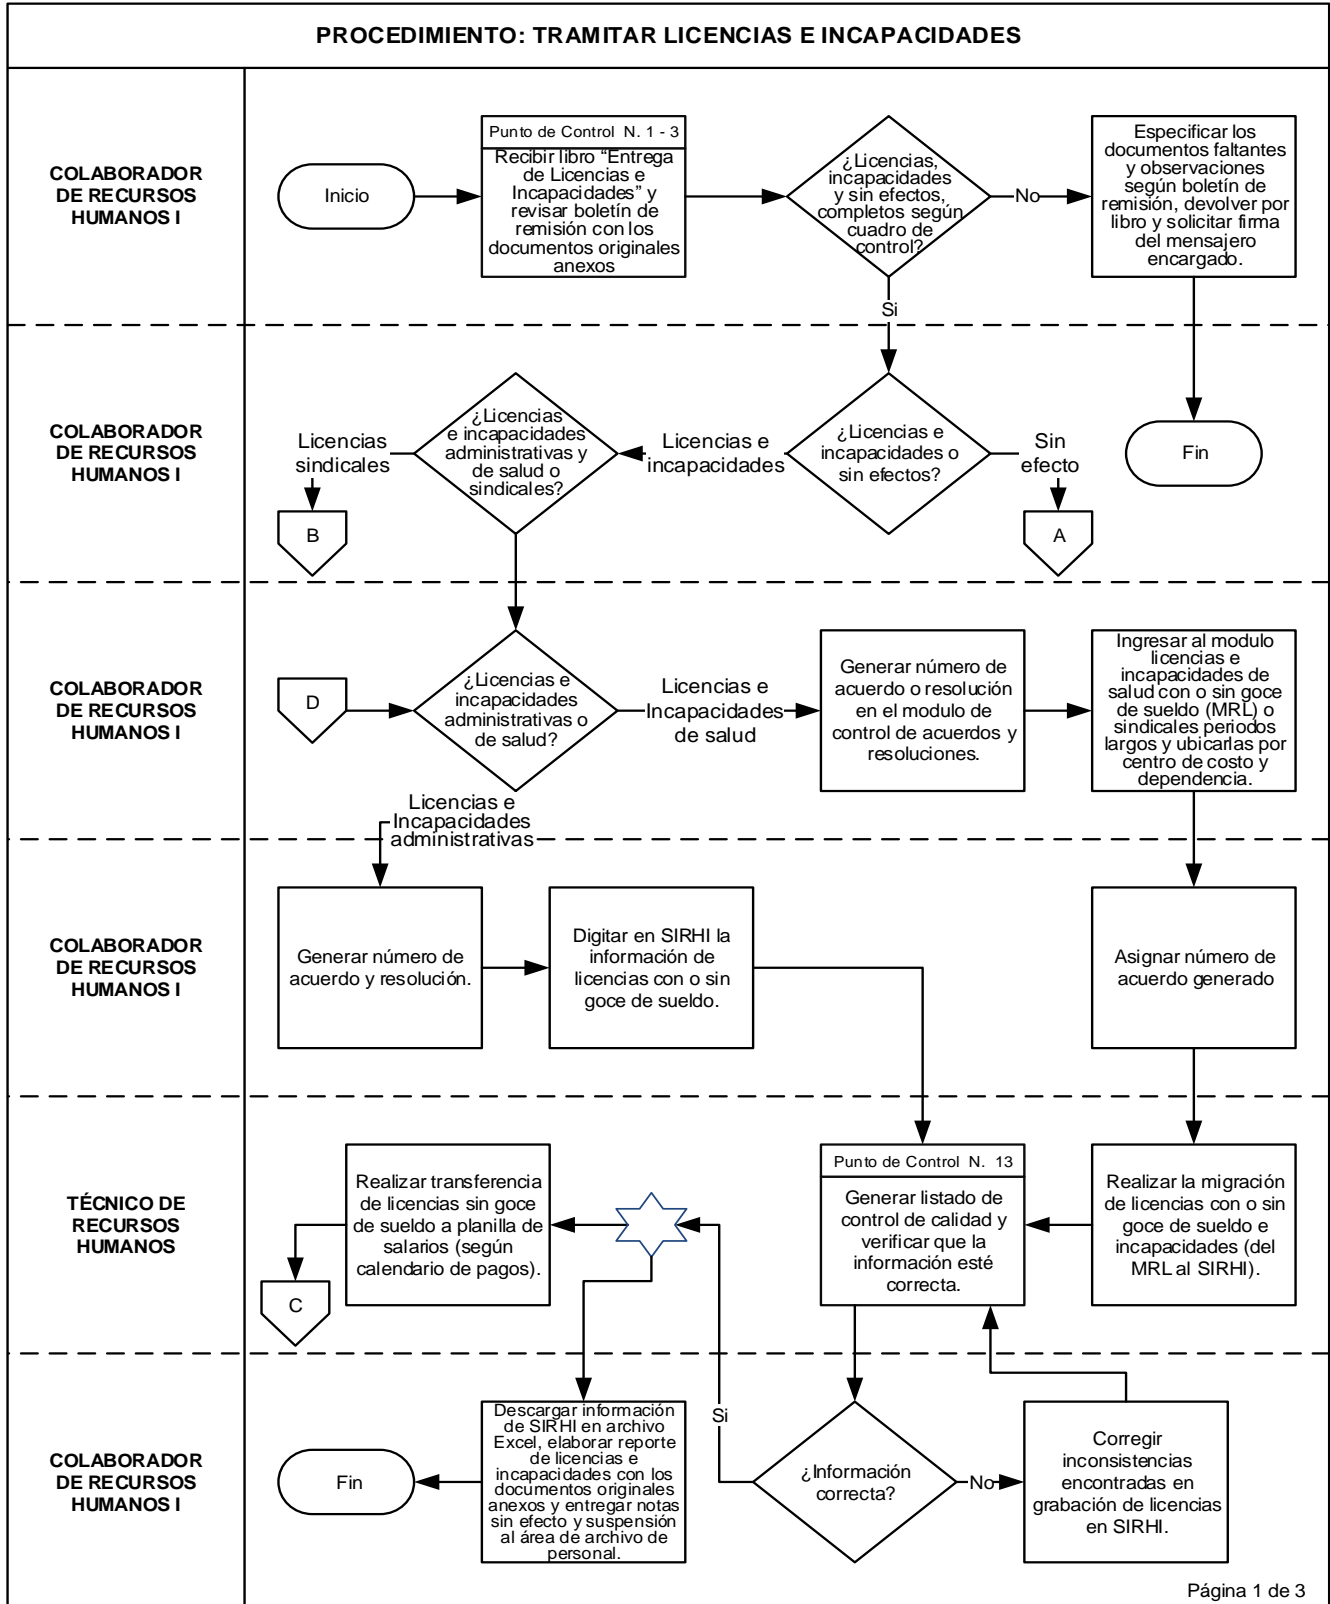 PROCEDIMIENTO: TRAMITAR LICENCIAS E INCAPACIDADES
COLABORADOR
DE RECURSOS
HUMANOS I
Inicio
Punto de Control N. 1 - 3
Recibir libro “Entrega
de Licencias e
Incapacidades” y
revisar boletín de
remisión con los
documentos originales
anexos
¿Licencias,
incapacidades
y sin efectos,
completos según
cuadro de
control?
No
Especificar los
documentos faltantes
y observaciones
según boletín de
remisión, devolver por
libro y solicitar firma
del mensajero
encargado.
Si
COLABORADOR
DE RECURSOS
HUMANOS I
Licencias
sindicales
¿Licencias
e incapacidades
administrativas y
de salud o
sindicales?
Licencias e
incapacidades
¿Licencias e
incapacidades o
sin efectos?
Sin
efecto
Fin
B
A
COLABORADOR
DE RECURSOS
HUMANOS I
D
¿Licencias e
incapacidades
administrativas o
de salud?
Licencias e
Incapacidades
de salud
Generar número de
acuerdo o resolución
en el modulo de
control de acuerdos y
resoluciones.
Ingresar al modulo
licencias e
incapacidades de
salud con o sin goce
de sueldo (MRL) o
sindicales periodos
largos y ubicarlas por
centro de costo y
dependencia.
Licencias e
Incapacidades
administrativas
COLABORADOR
DE RECURSOS
HUMANOS I
Generar número de
acuerdo y resolución.
Digitar en SIRHI la
información de
licencias con o sin
goce de sueldo.
Asignar número de
acuerdo generado
TÉCNICO DE
RECURSOS
HUMANOS
Realizar transferencia
de licencias sin goce
de sueldo a planilla de
salarios (según
calendario de pagos).
C
Punto de Control N. 13
Generar listado de
control de calidad y
verificar que la
información esté
correcta.
Realizar la migración
de licencias con o sin
goce de sueldo e
incapacidades (del
MRL al SIRHI).
COLABORADOR
DE RECURSOS
HUMANOS I
Fin
Descargar información
de SIRHI en archivo
Excel, elaborar reporte
de licencias e
incapacidades con los
documentos originales
anexos y entregar notas
sin efecto y suspensión
al área de archivo de
personal.
Si
¿Información
correcta?
No
Corregir
inconsistencias
encontradas en
grabación de licencias
en SIRHI.
Página 1 de 3